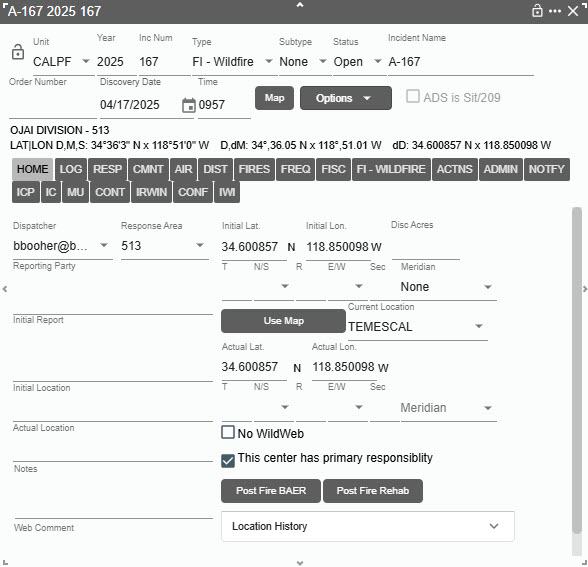 A-167 2025 167
Unit Year Inc Num Type Subtype Status Incident Name
CALPF 2025 167 FI - Wildfire None Open A-167
Order Number Discovery Date Time
04/17/2025 0957 Map Options ADS is Sit/209
OJAI DIVISION - 513
LAT|LON D,M,S: 34°36'3" N x 118°51'0" W D,dM: 34°,36.05 N x 118°,51.01 W dD: 34.600857 N x 118.850098 W
HOME LOG RESP CMNT AIR DIST FIRES FREQ FISC FI - WILDFIRE ACTNS ADMIN NOTFY
ICP IC MU CONT IRWIN CONF IWI
Dispatcher Response Area Initial Lat. Initial Lon. Disc Acres
bbooher@b... 513 34.600857 N 118.850098 W
Reporting Party T N/S R E/W Sec Meridian
None
Initial Report Use Map Current Location
TEMESCAL
Actual Lat. Actual Lon.
34.600857 N 118.850098 W
Initial Location T N/S R E/W Sec
Meridian
Actual Location No WildWeb
This center has primary responsiblity
Notes
Post Fire BAER Post Fire Rehab
Web Comment Location History